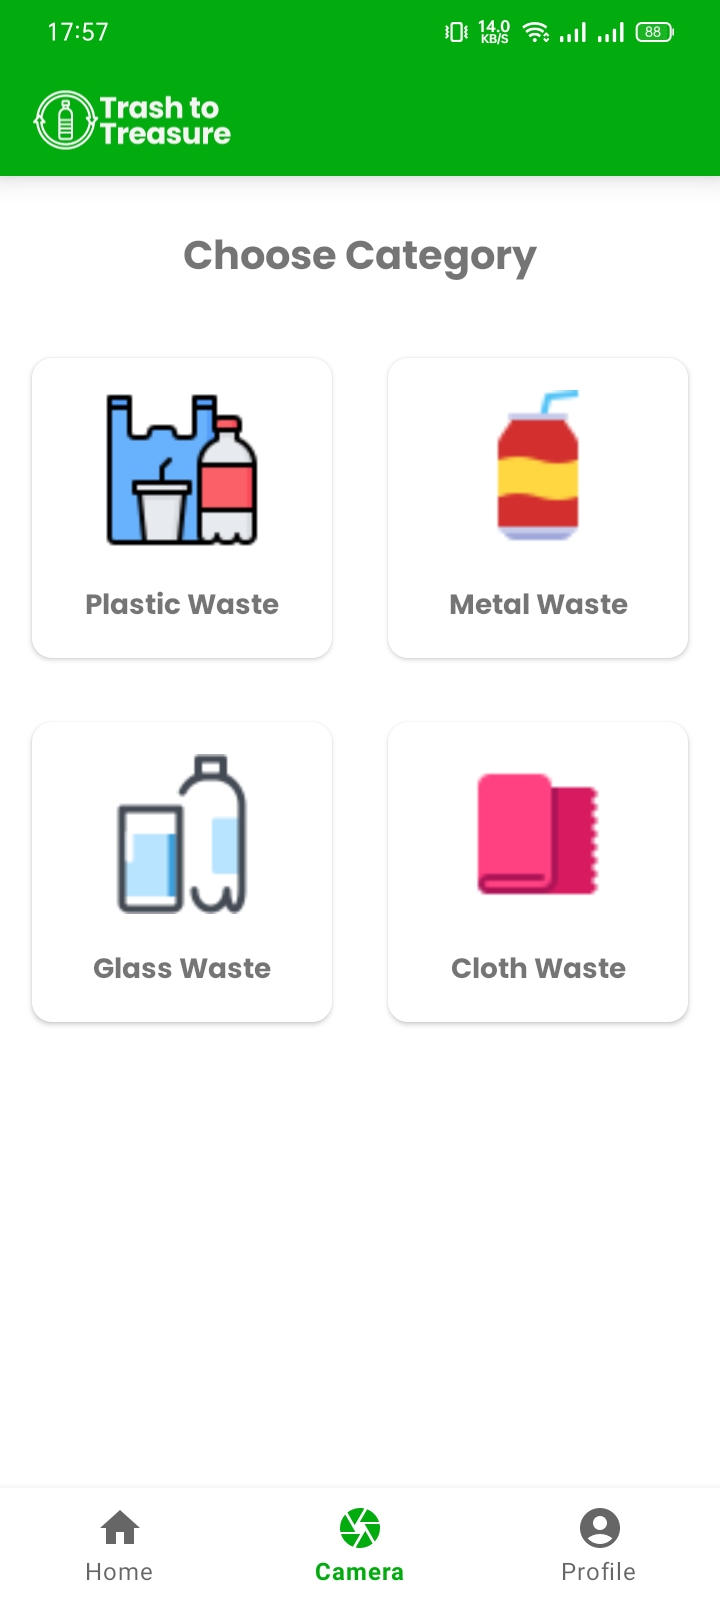 17:57
14.0
KB/S
88
Trash to
Treasure
Choose Category
Plastic Waste
Metal Waste
Glass Waste
Cloth Waste
Home
Camera
Profile